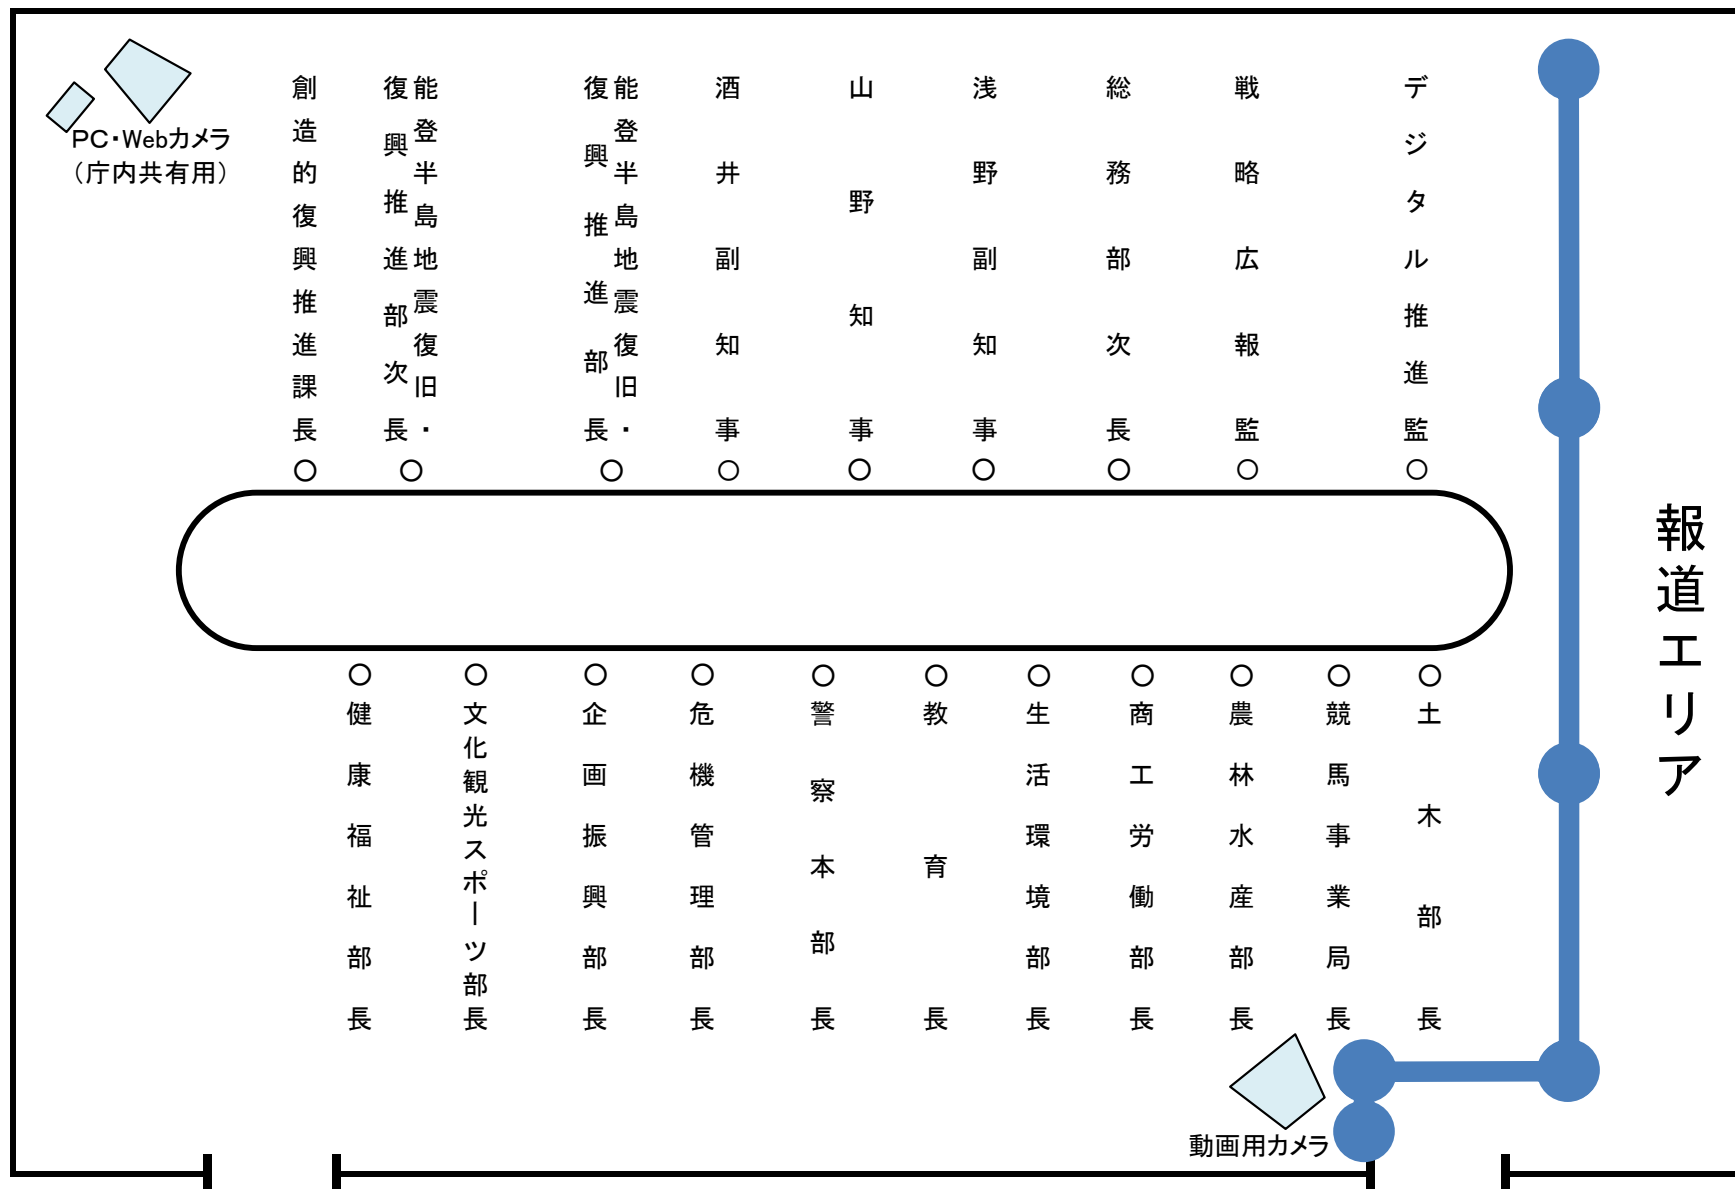 PC・Webカメラ
（庁内共有用）
創造的復興推進課長
能登半島地震復旧・
復興推進部次長
能登半島地震復旧・
復興推進部長
酒井副知事
山野知事
浅野副知事
総務部次長
戦略広報監
デジタル推進監
報道エリア
健康福祉部長
文化観光スポーツ部長
企画振興部長
危機管理部長
警察本部長
教育長
生活環境部長
商工労働部長
農林水産部長
競馬事業局長
土木部長
動画用カメラ